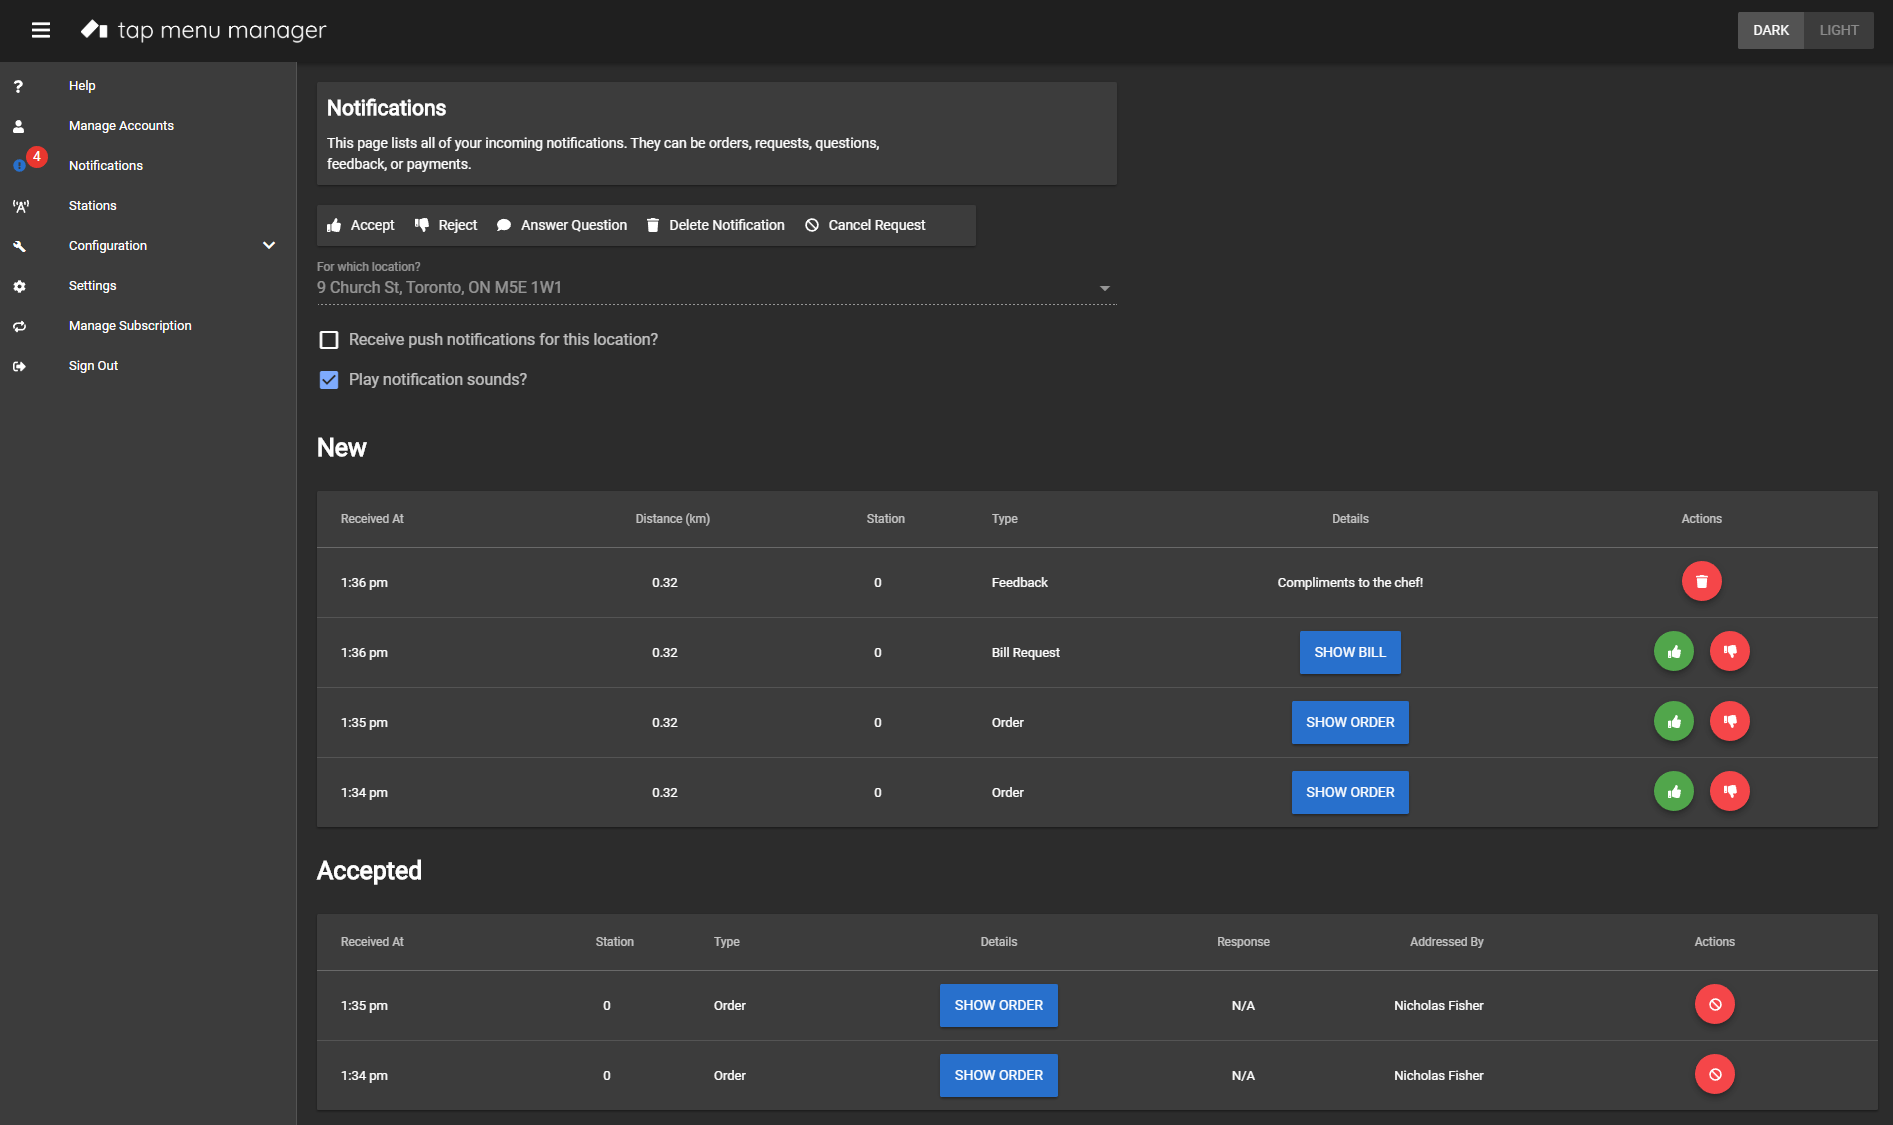 tap menu manager
DARK LIGHT
Help
Manage Accounts
4
Notifications
Stations
Configuration
Settings
Manage Subscription
Sign Out
Notifications
This page lists all of your incoming notifications. They can be orders, requests, questions,
feedback, or payments.
Accept Reject Answer Question Delete Notification Cancel Request
For which location?
9 Church St, Toronto, ON M5E 1W1
Receive push notifications for this location?
Play notification sounds?
New
Received At Distance (km) Station Type Details Actions
1:36 pm 0.32 0 Feedback Compliments to the chef!
1:36 pm 0.32 0 Bill Request SHOW BILL
1:35 pm 0.32 0 Order SHOW ORDER
1:34 pm 0.32 0 Order SHOW ORDER
Accepted
Received At Station Type Details Response Addressed By Actions
1:35 pm 0 Order SHOW ORDER N/A Nicholas Fisher
1:34 pm 0 Order SHOW ORDER N/A Nicholas Fisher